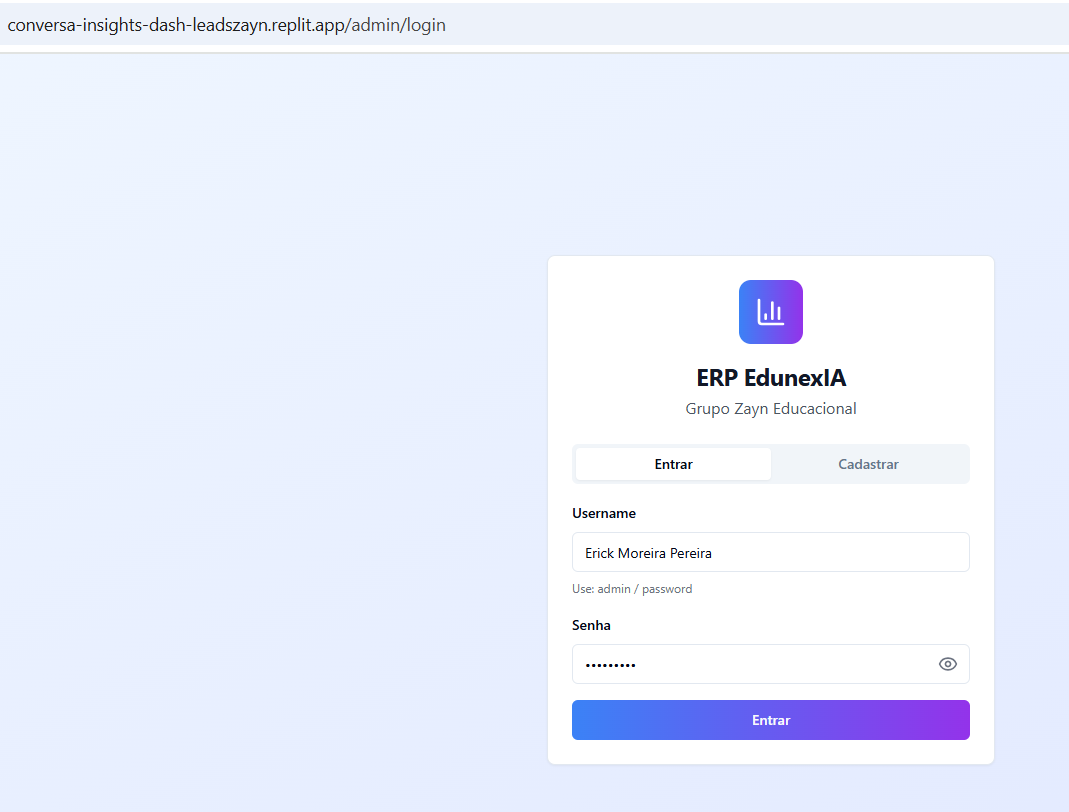 conversa-insights-dash-leadszayn.replit.app/admin/login
ERP EdunexIA
Grupo Zayn Educacional
Entrar
Cadastrar
Username
Erick Moreira Pereira
Use: admin / password
Senha
•••••••••
Entrar